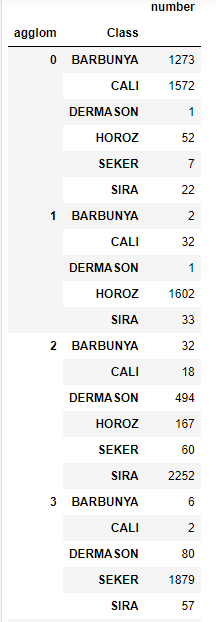 number
agglom Class
0 BARBUNYA 1273
CALI 1572
DERMASON 1
HOROZ 52
SEKER 7
SIRA 22
1 BARBUNYA 2
CALI 32
DERMASON 1
HOROZ 1602
SIRA 33
2 BARBUNYA 32
CALI 18
DERMASON 494
HOROZ 167
SEKER 60
SIRA 2252
3 BARBUNYA 6
CALI 2
DERMASON 80
SEKER 1879
SIRA 57